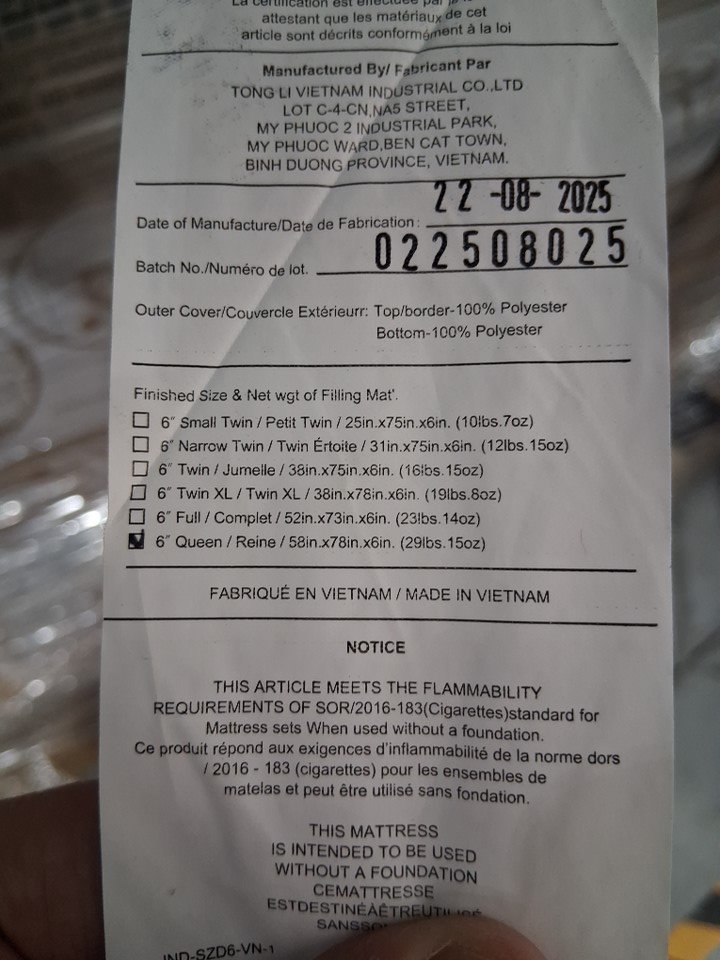 La certification est effectuée par le
attestant que les matériaux de cet
article sont décrits conformément à la loi
Manufactured By/ Fabricant Par
TONG LI VIETNAM INDUSTRIAL CO.,LTD
LOT C-4-CN,NA5 STREET,
MY PHUOC 2 INDUSTRIAL PARK,
MY PHUOC WARD,BEN CAT TOWN,
BINH DUONG PROVINCE, VIETNAM.
Date of Manufacture/Date de Fabrication: 22-08-2025
Batch No./Numéro de lot. 022508025
Outer Cover/Couvercle Extérieurr: Top/border-100% Polyester
Bottom-100% Polyester
Finished Size & Net wgt of Filling Mat'.
6″ Small Twin / Petit Twin / 25in.x75in.x6in. (10lbs.7oz)
6″ Narrow Twin / Twin Értoite / 31in.x75in.x6in. (12lbs.15oz)
6″ Twin / Jumelle / 38in.x75in.x6in. (16lbs.15oz)
6″ Twin XL / Twin XL / 38in.x78in.x6in. (19lbs.8oz)
6″ Full / Complet / 52in.x73in.x6in. (23lbs.14oz)
6″ Queen / Reine / 58in.x78in.x6in. (29lbs.15oz)
FABRIQUÉ EN VIETNAM / MADE IN VIETNAM
NOTICE
THIS ARTICLE MEETS THE FLAMMABILITY
REQUIREMENTS OF SOR/2016-183(Cigarettes)standard for
Mattress sets When used without a foundation.
Ce produit répond aux exigences d'inflammabilité de la norme dors
/ 2016 - 183 (cigarettes) pour les ensembles de
matelas et peut être utilisé sans fondation.
THIS MATTRESS
IS INTENDED TO BE USED
WITHOUT A FOUNDATION
CEMATTRESSE
ESTDESTINÉÀÊTREUTILISÉ
IND-SZD6-VN-1